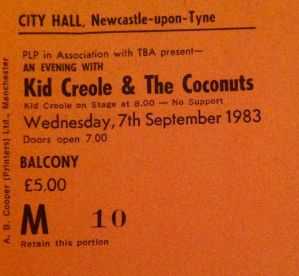 CITY HALL, Newcastle-upon-Tyne
PLP in Association with TBA present—
AN EVENING WITH
Kid Creole & The Coconuts
Kid Creole on Stage at 8.00 — No Support
Wednesday, 7th September 1983
Doors open 7.00
BALCONY
£5.00
M 10
Retain this portion
A. B. Cooper (Printers) Ltd., Manchester